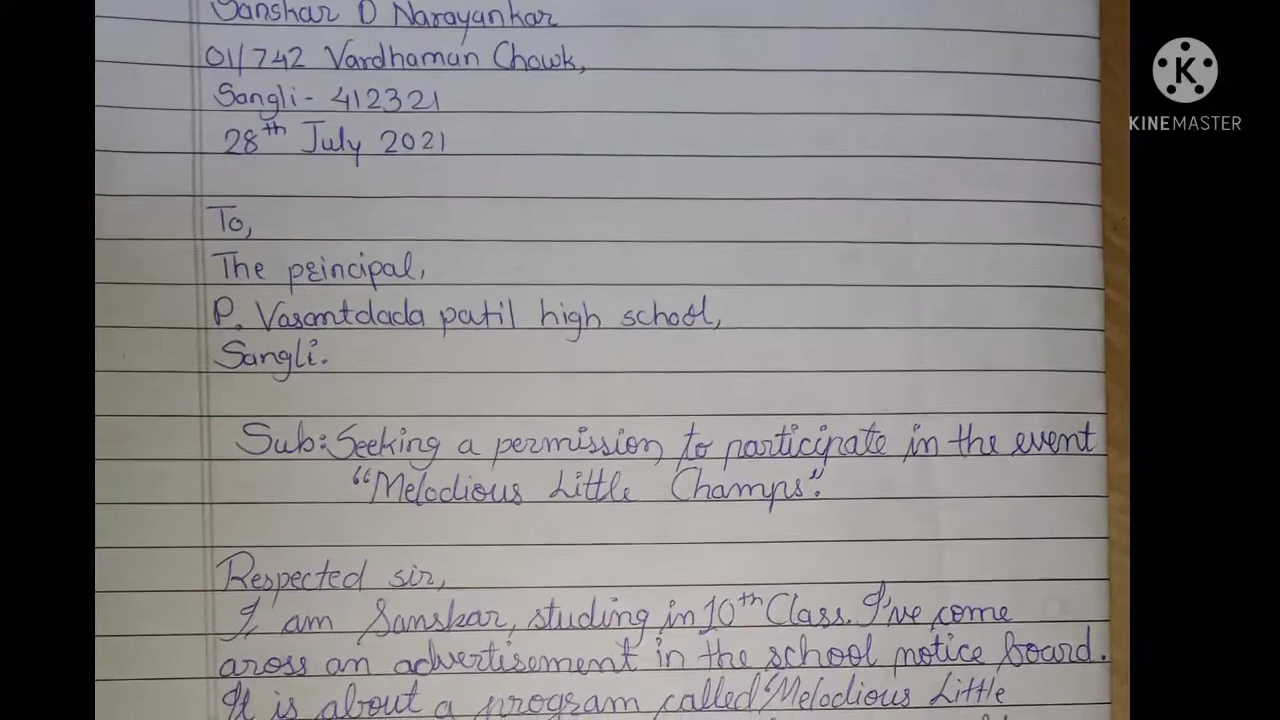 Sanskar D Narayankar
01/742 Vardhaman Chowk,
Sangli- 412321
28th July 2021
To,
The principal,
P. Vasantdada patil high school,
Sangli.
Sub: Seeking a permission to participate in the event
"Melodious Little Champs".
Respected sir,
I am Sanskar, studing in 10th Class. I've come
aross an advertisement in the school notice board.
It is about a program called "Melodious Little
KINEMASTER